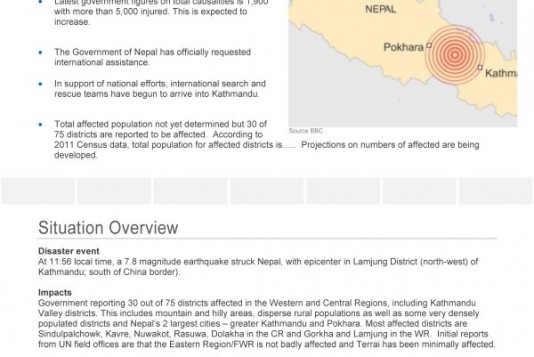 Latest government figures on total causalities is 1,900
with more than 5,000 injured. This is expected to
increase.
The Government of Nepal has officially requested
international assistance.
In support of national efforts, international search and
rescue teams have begun to arrive into Kathmandu.
Total affected population not yet determined but 30 of
75 districts are reported to be affected. According to
2011 Census data, total population for affected districts is….. Projections on numbers of affected are being
developed.
NEPAL
Pokhara
Kathm
Source BBC
Situation Overview
Disaster event
At 11:56 local time, a 7.8 magnitude earthquake struck Nepal, with epicenter in Lamjung District (north-west) of
Kathmandu; south of China border).
Impacts
Government reporting 30 out of 75 districts affected in the Western and Central Regions, including Kathmandu
Valley districts. This includes mountain and hilly areas, disperse rural populations as well as some very densely
populated districts and Nepal's 2 largest cities – greater Kathmandu and Pokhara. Most affected districts are
Sindulpalchowk, Kavre, Nuwakot, Rasuwa, Dolakha in the CR and Gorkha and Lamjung in the WR. Initial reports
from UN field offices are that the Eastern Region/FWR is not badly affected and Terrai has been minimally affected.